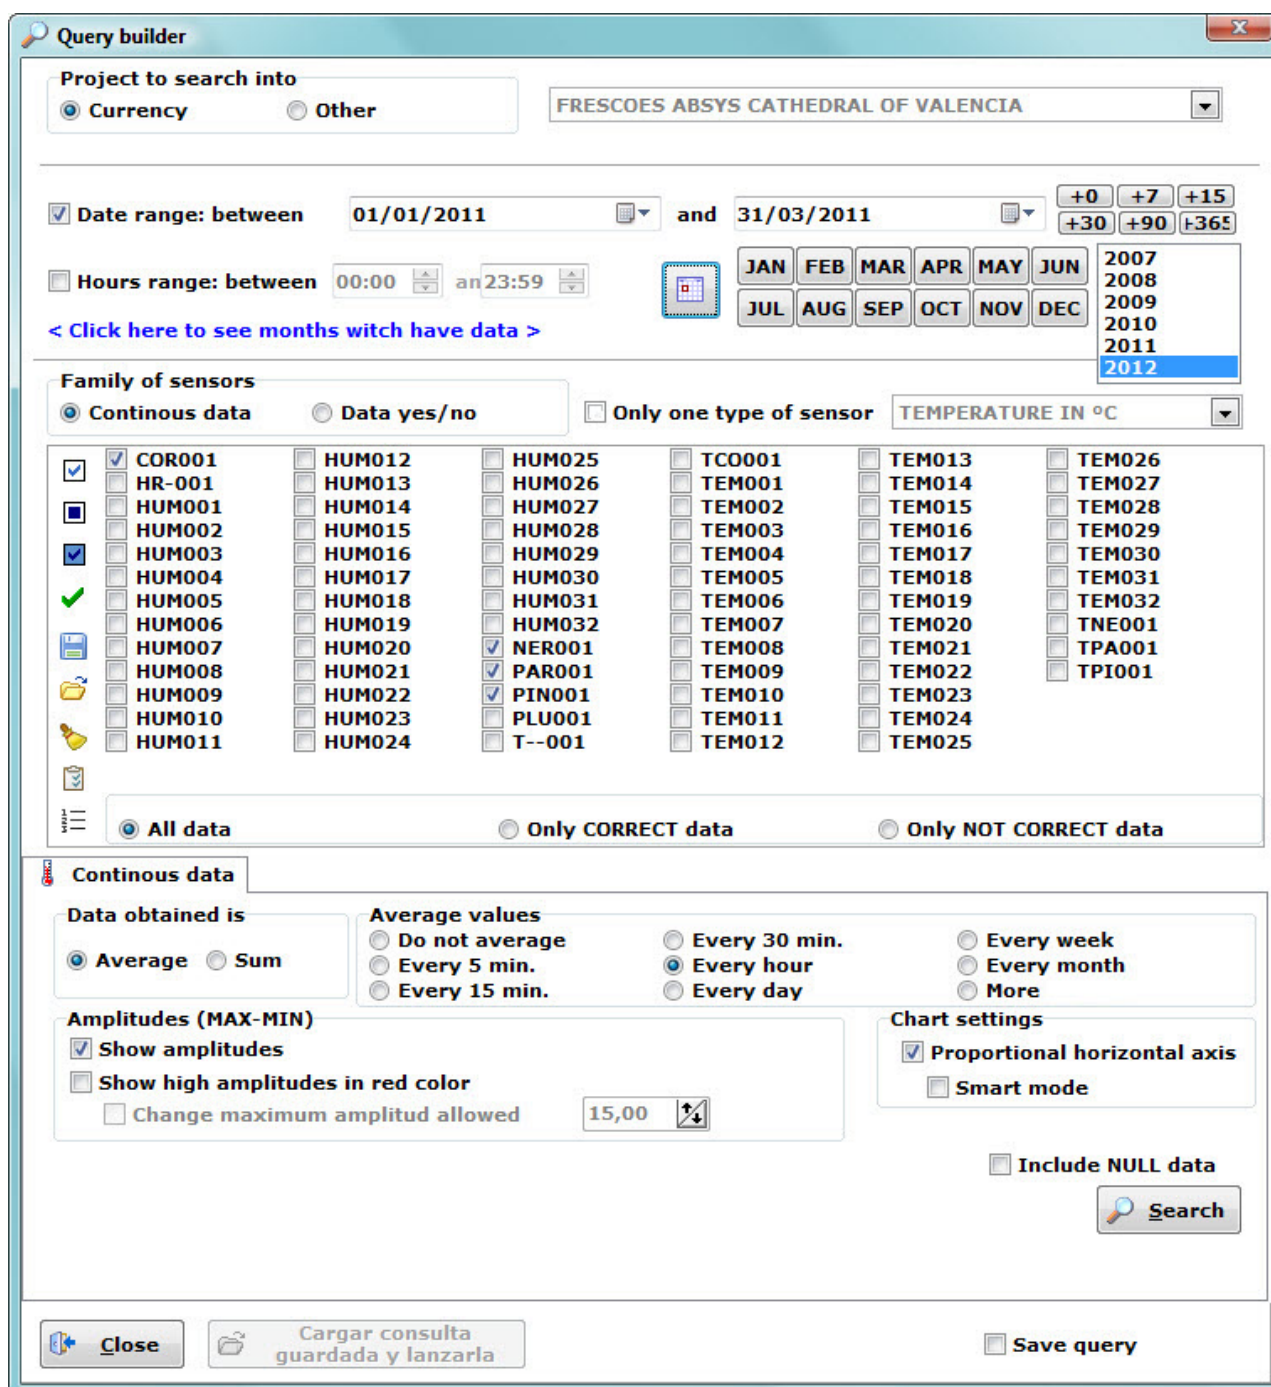 Query builder
X
Project to search into
Currency Other
FRESCOES ABSYS CATHEDRAL OF VALENCIA
Date range: between 01/01/2011 and 31/03/2011
+0 +7 +15
+30 +90 +365
Hours range: between 00:00 an 23:59
JAN FEB MAR APR MAY JUN
JUL AUG SEP OCT NOV DEC
2007
2008
2009
2010
2011
2012
< Click here to see months witch have data >
Family of sensors
Continous data Data yes/no
Only one type of sensor TEMPERATURE IN ºC
COR001 HUM012 HUM025 TCO001 TEM013 TEM026
HR-001 HUM013 HUM026 TEM001 TEM014 TEM027
HUM001 HUM014 HUM027 TEM002 TEM015 TEM028
HUM002 HUM015 HUM028 TEM003 TEM016 TEM029
HUM003 HUM016 HUM029 TEM004 TEM017 TEM030
HUM004 HUM017 HUM030 TEM005 TEM018 TEM031
HUM005 HUM018 HUM031 TEM006 TEM019 TEM032
HUM006 HUM019 HUM032 TEM007 TEM020 TNE001
HUM007 HUM020 NER001 TEM008 TEM021 TPA001
HUM008 HUM021 PAR001 TEM009 TEM022 TPI001
HUM009 HUM022 PIN001 TEM010 TEM023
HUM010 HUM023 PLU001 TEM011 TEM024
HUM011 HUM024 T--001 TEM012 TEM025
All data Only CORRECT data Only NOT CORRECT data
Continous data
Data obtained is
Average Sum
Average values
Do not average Every 30 min. Every week
Every 5 min. Every hour Every month
Every 15 min. Every day More
Amplitudes (MAX-MIN)
Show amplitudes
Show high amplitudes in red color
Change maximum amplitud allowed 15,00
Chart settings
Proportional horizontal axis
Smart mode
Include NULL data
Search
Close
Cargar consulta
guardada y lanzarla
Save query